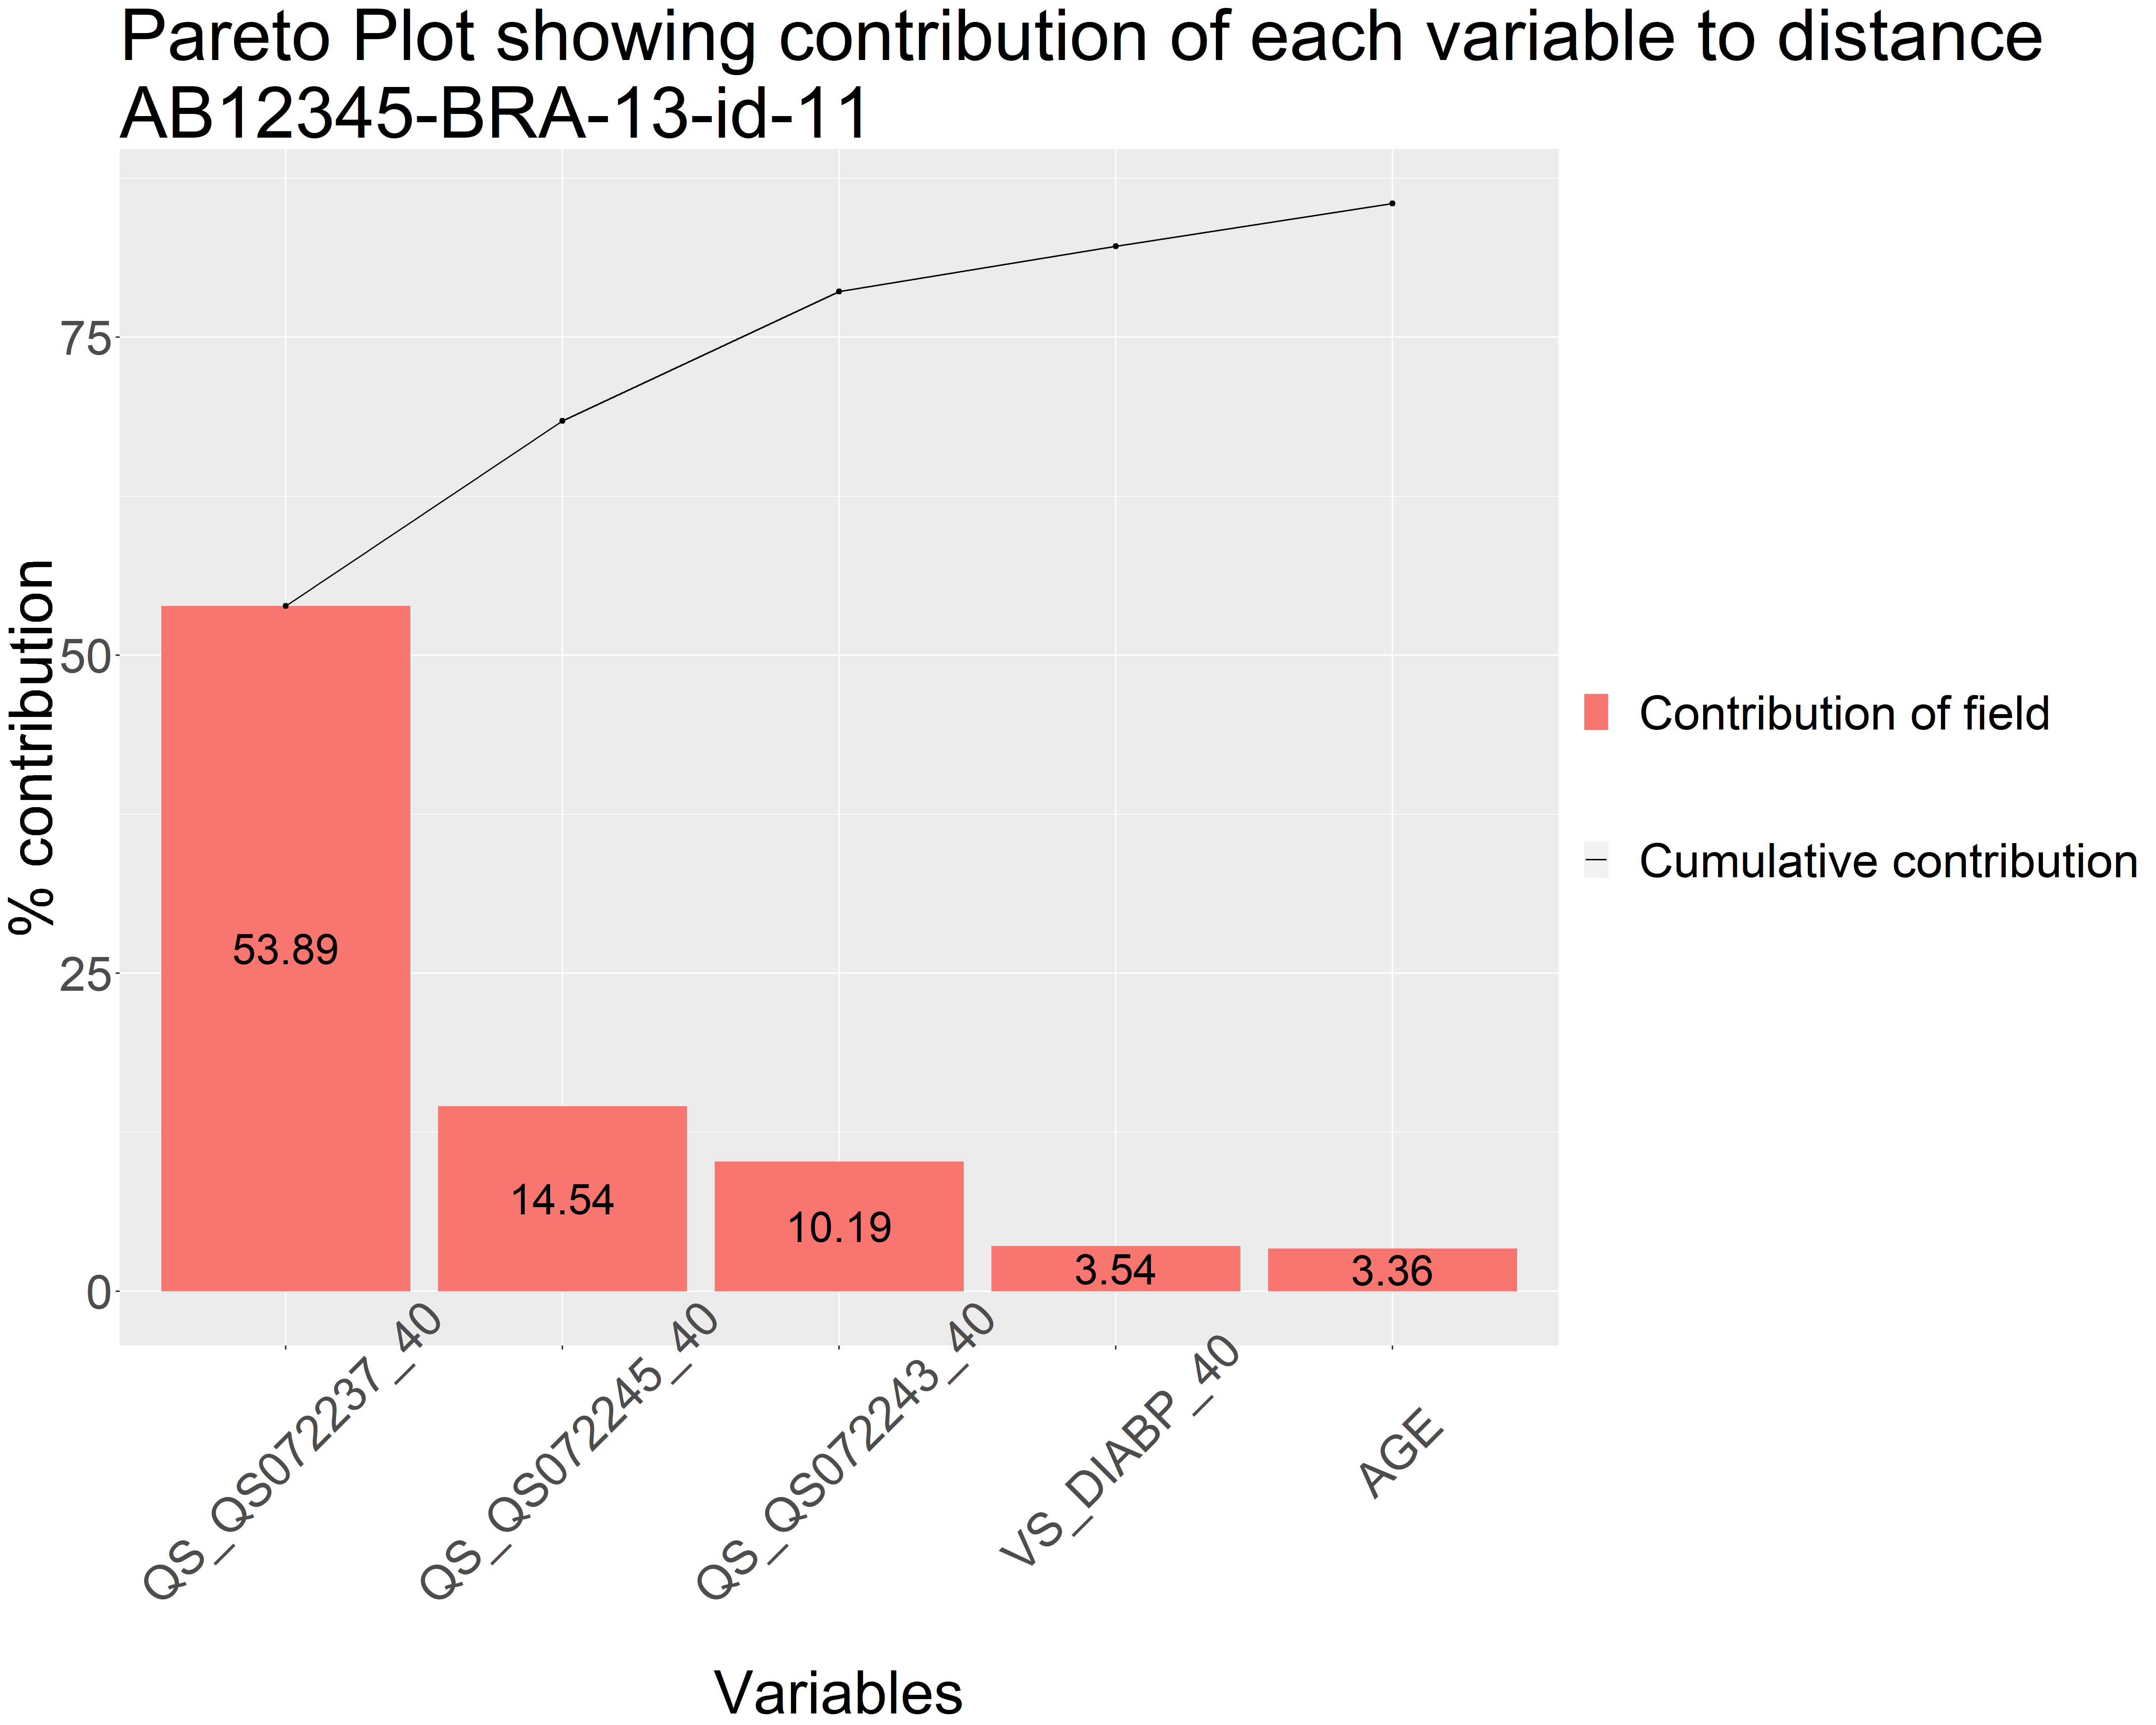 Pareto Plot showing contribution of each variable to distance
AB12345-BRA-13-id-11
% contribution
75
50
25
0
53.89
14.54
10.19
3.54
3.36
QS_QS072237_40
QS_QS072245_40
QS_QS072243_40
VS_DIABP_40
AGE
Variables
Contribution of field
Cumulative contribution